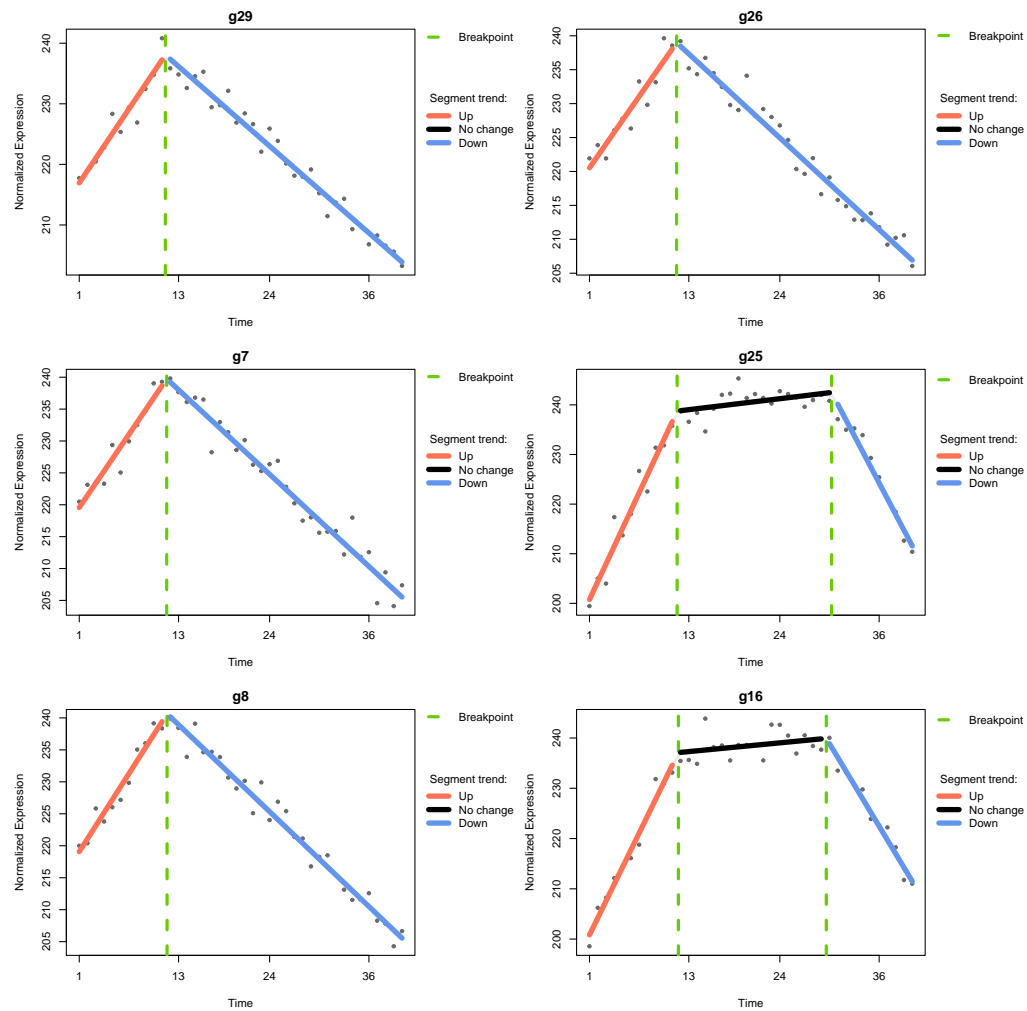 g29
240
230
220
210
Normalized Expression
1 13 24 36
Time
Breakpoint
Segment trend:
Up
No change
Down
g26
240
235
230
225
220
215
210
205
Normalized Expression
1 13 24 36
Time
Breakpoint
Segment trend:
Up
No change
Down
g7
240
235
230
225
220
215
210
205
Normalized Expression
1 13 24 36
Time
Breakpoint
Segment trend:
Up
No change
Down
g25
240
230
220
210
200
Normalized Expression
1 13 24 36
Time
Breakpoint
Segment trend:
Up
No change
Down
g8
240
235
230
225
220
215
210
205
Normalized Expression
1 13 24 36
Time
Breakpoint
Segment trend:
Up
No change
Down
g16
240
230
220
210
200
Normalized Expression
1 13 24 36
Time
Breakpoint
Segment trend:
Up
No change
Down